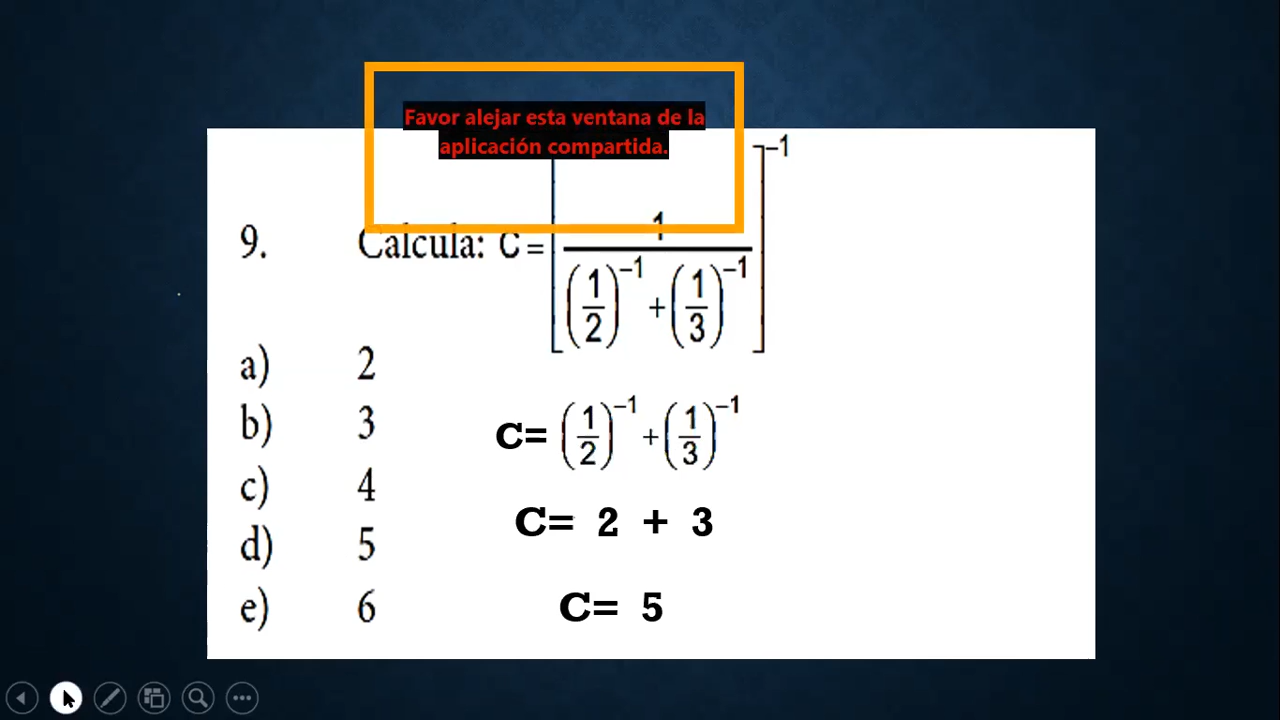 Favor alejar esta ventana de la
aplicación compartida.
9. Calcula: C = [1 / ((1/2)^–1 + (1/3)^–1)]^–1
a) 2
b) 3
c) 4
d) 5
e) 6
C= (1/2)^–1 + (1/3)^–1
C= 2 + 3
C= 5